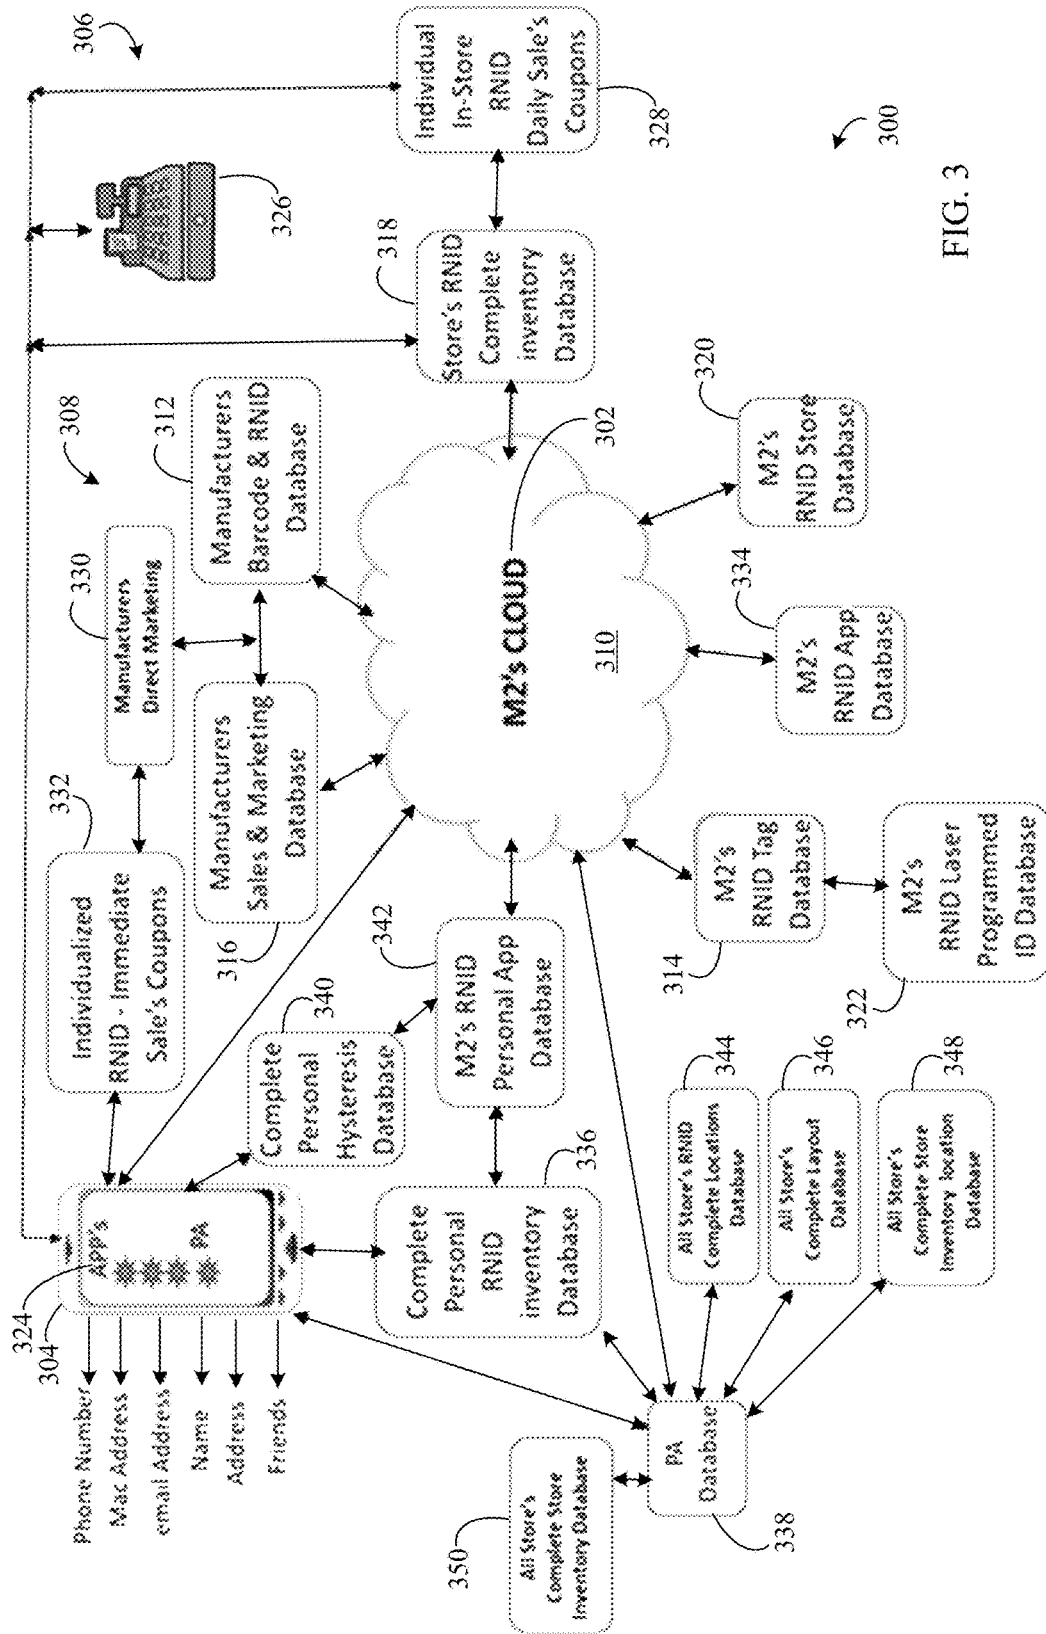 Phone Number
Mac Address
email Address
Name
Address
Friends
324
304
APP's
PA
Individualized
RNID - Immediate
Sale's Coupons
332
Manufacturers
Direct Marketing
330
308
306
Manufacturers
Sales & Marketing
Database
316
Manufacturers
Barcode & RNID
Database
312
326
Complete
Personal
Hysteresis
Database
340
M2's RNID
Personal App
Database
342
M2's CLOUD
302
310
Store's RNID
Complete
inventory
Database
318
Individual
In-Store
RNID
Daily Sale's
Coupons
328
Complete
Personal
RNID
inventory
Database
336
All Store's
Complete Store
Inventory Database
350
PA
Database
338
All Store's RNID
Complete Locations
Database
344
All Store's
Complete Layout
Database
346
All Store's
Complete Store
Inventory location
Database
348
M2's
RNID Tag
Database
314
M2's
RNID Laser
Programmed
ID Database
322
M2's
RNID App
Database
334
M2's
RNID Store
Database
320
300
FIG. 3